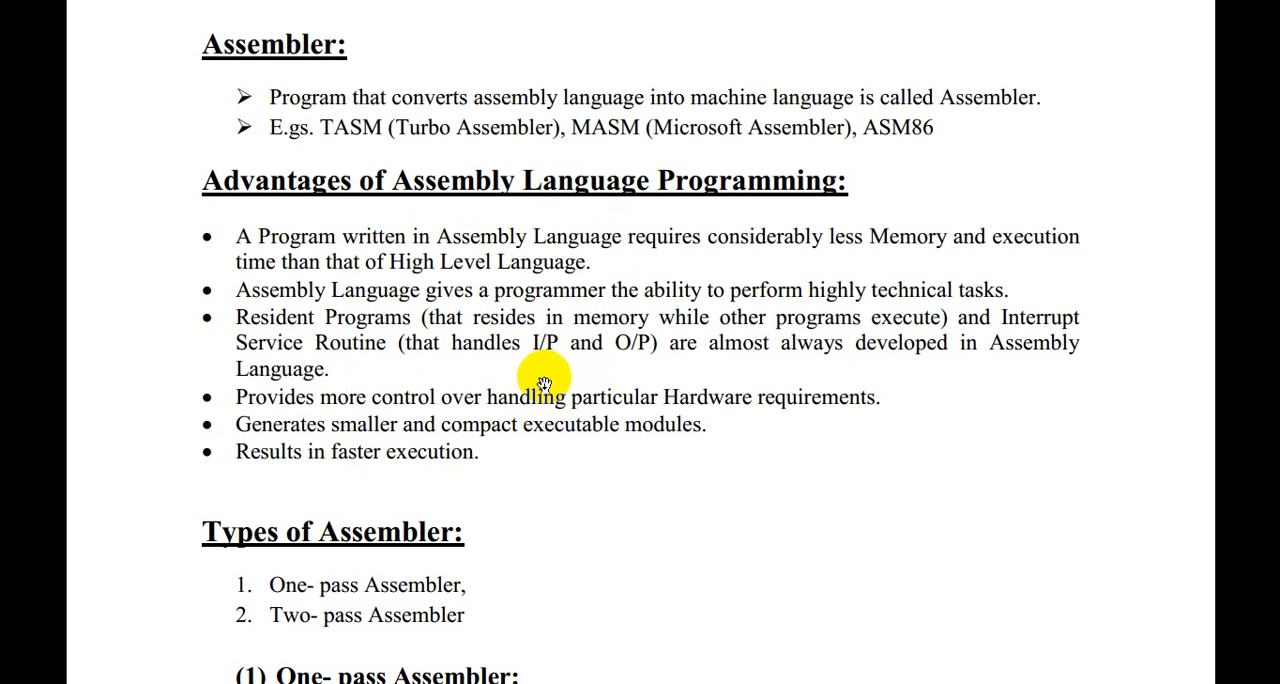 Assembler:
➢ Program that converts assembly language into machine language is called Assembler.
➢ E.gs. TASM (Turbo Assembler), MASM (Microsoft Assembler), ASM86
Advantages of Assembly Language Programming:
• A Program written in Assembly Language requires considerably less Memory and execution
time than that of High Level Language.
• Assembly Language gives a programmer the ability to perform highly technical tasks.
• Resident Programs (that resides in memory while other programs execute) and Interrupt
Service Routine (that handles I/P and O/P) are almost always developed in Assembly
Language.
• Provides more control over handling particular Hardware requirements.
• Generates smaller and compact executable modules.
• Results in faster execution.
Types of Assembler:
1. One- pass Assembler,
2. Two- pass Assembler
(1) One- pass Assembler: